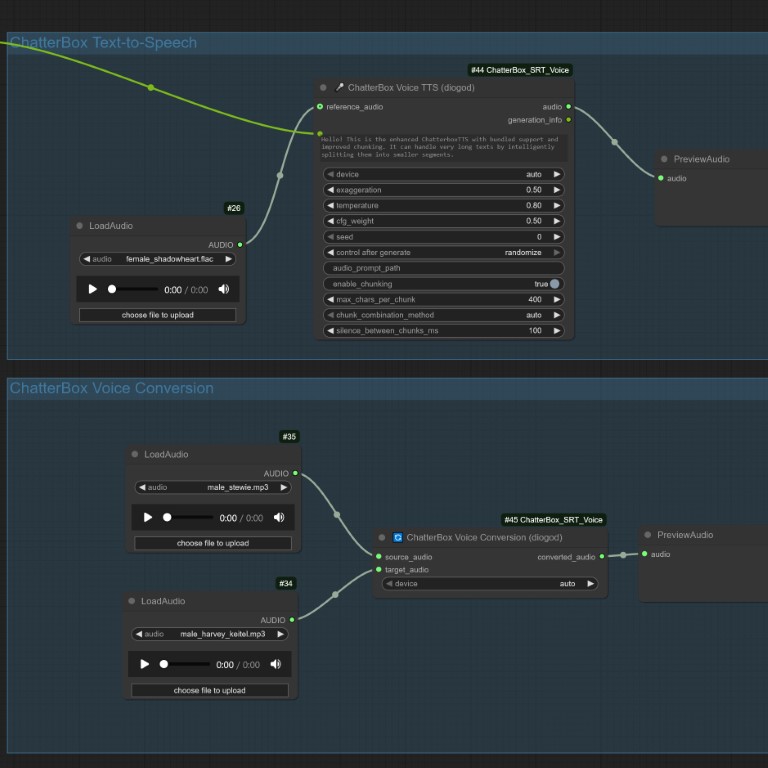 ChatterBox Text-to-Speech
#44 ChatterBox_SRT_Voice
ChatterBox Voice TTS (diogod)
reference_audio
audio
generation_info
Hello! This is the enhanced ChatterboxTTS with bundled support and
improved chunking. It can handle very long texts by intelligently
splitting them into smaller segments.
device auto
exaggeration 0.50
temperature 0.80
cfg_weight 0.50
seed 0
control after generate randomize
audio_prompt_path
enable_chunking true
max_chars_per_chunk 400
chunk_combination_method auto
silence_between_chunks_ms 100
PreviewAudio
audio
#26
LoadAudio
AUDIO
audio female_shadowheart.flac
0:00 / 0:00
choose file to upload
ChatterBox Voice Conversion
#35
LoadAudio
AUDIO
audio male_stewie.mp3
0:00 / 0:00
choose file to upload
#34
LoadAudio
AUDIO
audio male_harvey_keitel.mp3
0:00 / 0:00
choose file to upload
#45 ChatterBox_SRT_Voice
ChatterBox Voice Conversion (diogod)
source_audio converted_audio
target_audio
device auto
PreviewAudio
audio